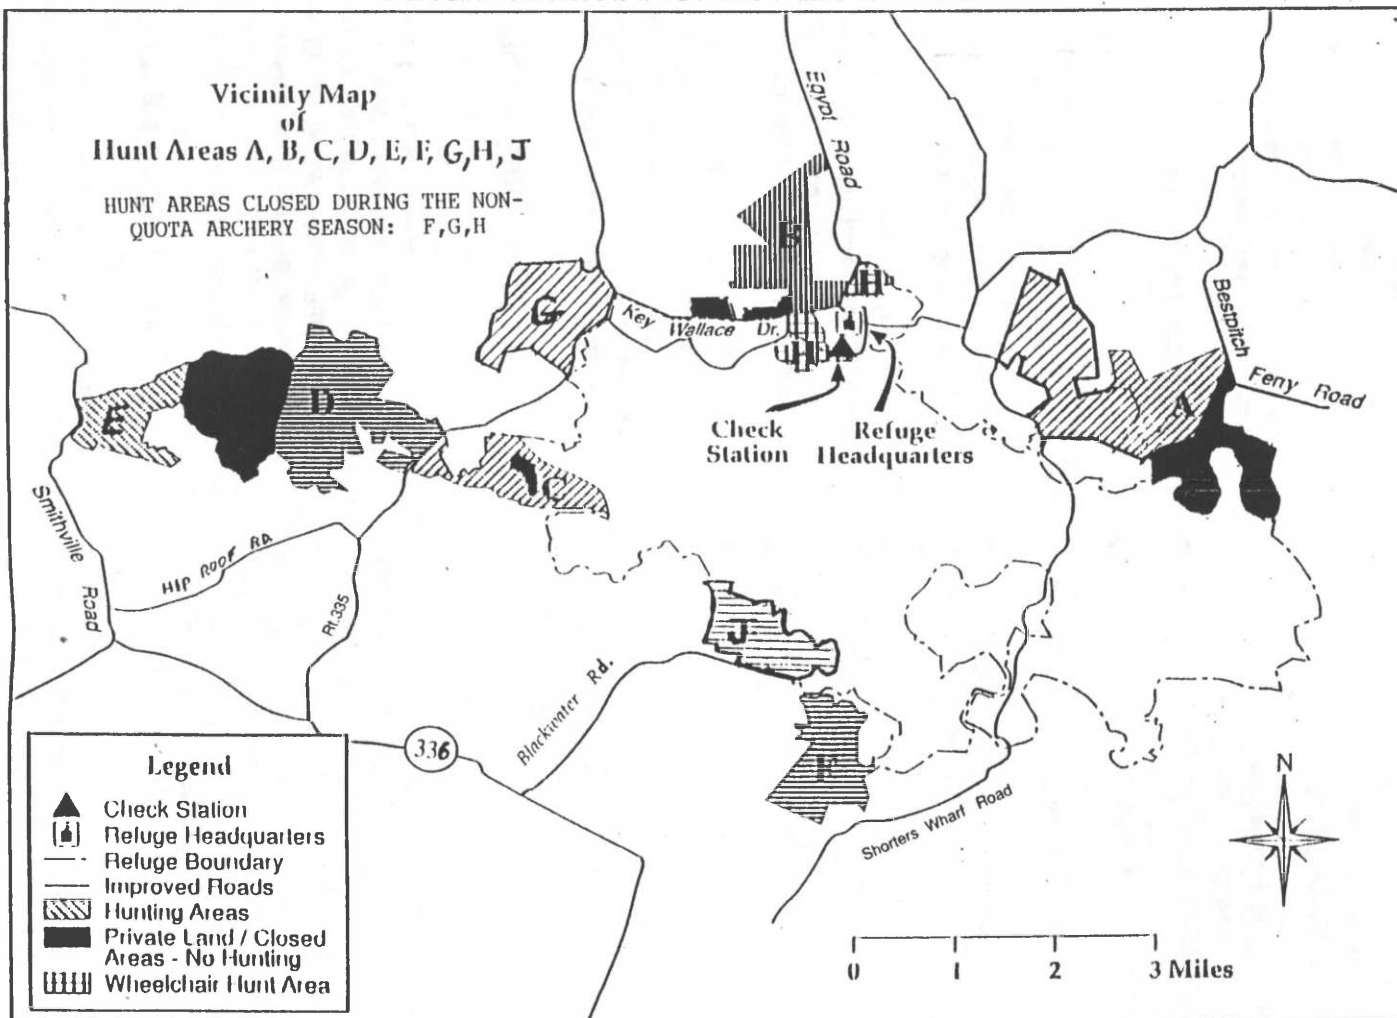 Vicinity Map
of
Hunt Areas A, B, C, D, E, F, G, H, J
HUNT AREAS CLOSED DURING THE NON-
QUOTA ARCHERY SEASON: F,G,H
Egypt Road
B
H
G
Key Wallace Dr.
H
Bestpitch
Ferry Road
A
E
D
C
Check
Station
Refuge
Headquarters
Smithville Road
HIP ROOF RD
Rt.335
J
Blackwater Rd.
F
336
Shorters Wharf Road
N
Legend
Check Station
Refuge Headquarters
Refuge Boundary
Improved Roads
Hunting Areas
Private Land / Closed
Areas - No Hunting
Wheelchair Hunt Area
0 1 2 3 Miles